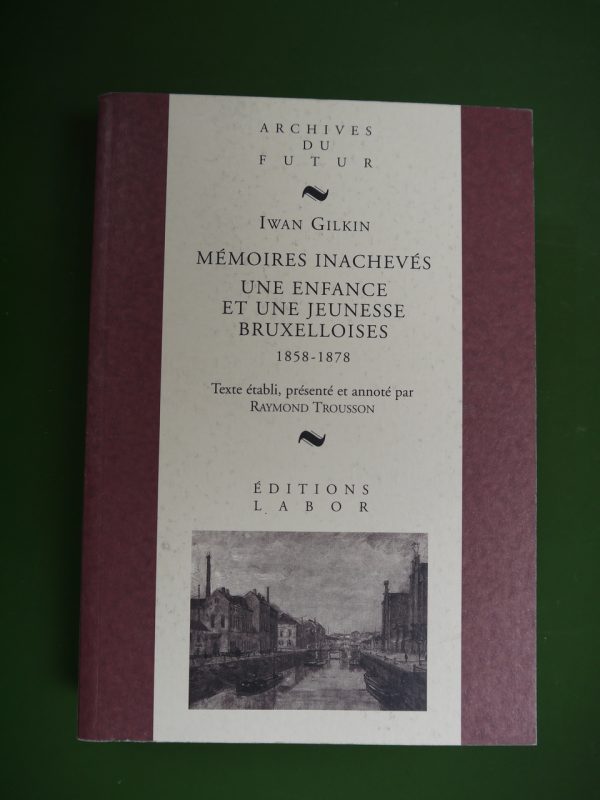 ARCHIVES
DU
FUTUR
IWAN GILKIN
MÉMOIRES INACHEVÉS
UNE ENFANCE
ET UNE JEUNESSE
BRUXELLOISES
1858-1878
Texte établi, présenté et annoté par
RAYMOND TROUSSON
ÉDITIONS
LABOR